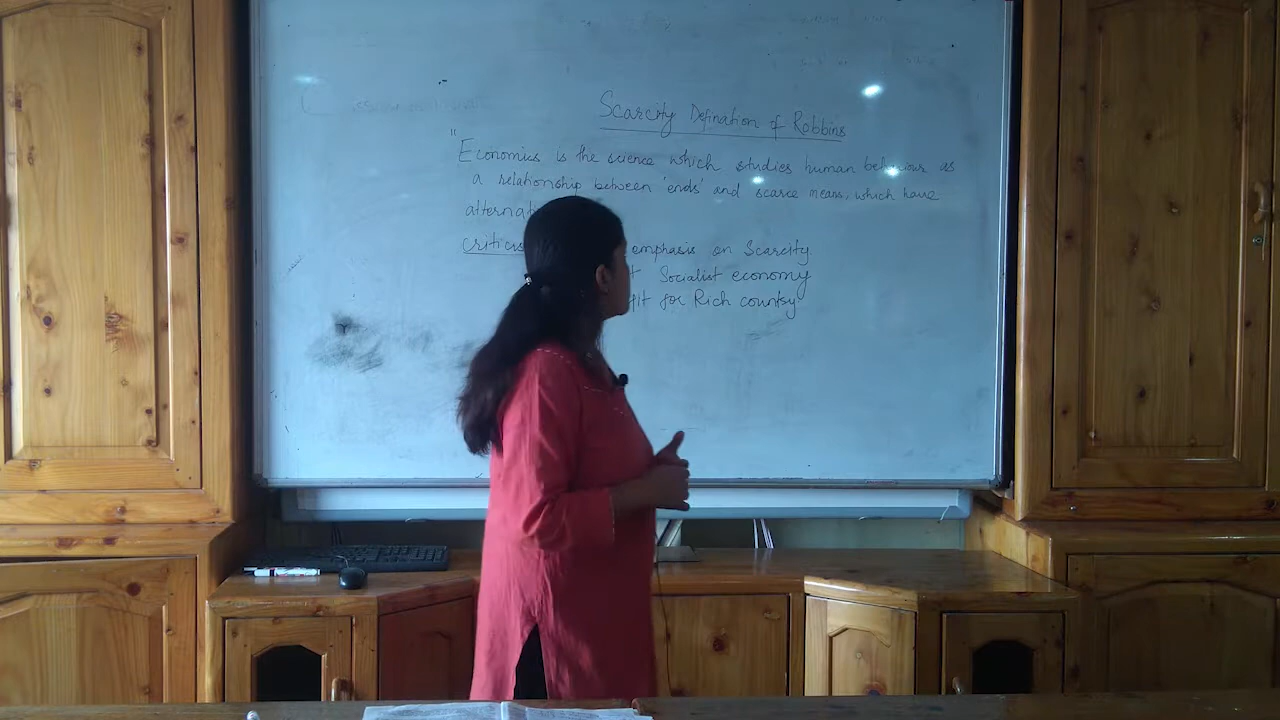 Scarcity Defination of Robbins
"Economics is the science which studies human behaviour as
a relationship between 'ends' and scarce means, which have
alternat
criticis emphasis on Scarcity.
Socialist economy
for Rich country